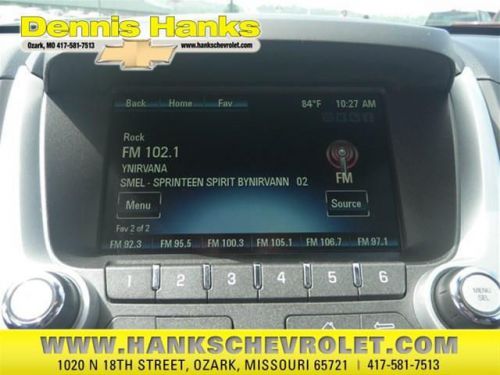 Dennis Hanks
Ozark, MO 417-581-7513
www.hankschevrolet.com
Back Home Fav 84°F 10:27 AM
Rock
FM 102.1
YNIRVANA
SMEL - SPRINTEEN SPIRIT BYNIRVANN 02
FM
Menu Source
Fav 2 of 2
FM 92.3 FM 95.5 FM 100.3 FM 105.1 FM 106.7 FM 97.1
1 2 3 4 5 6
MENU
SEL
WWW.HANKSCHEVROLET.COM
1020 N 18TH STREET, OZARK, MISSOURI 65721 | 417-581-7513